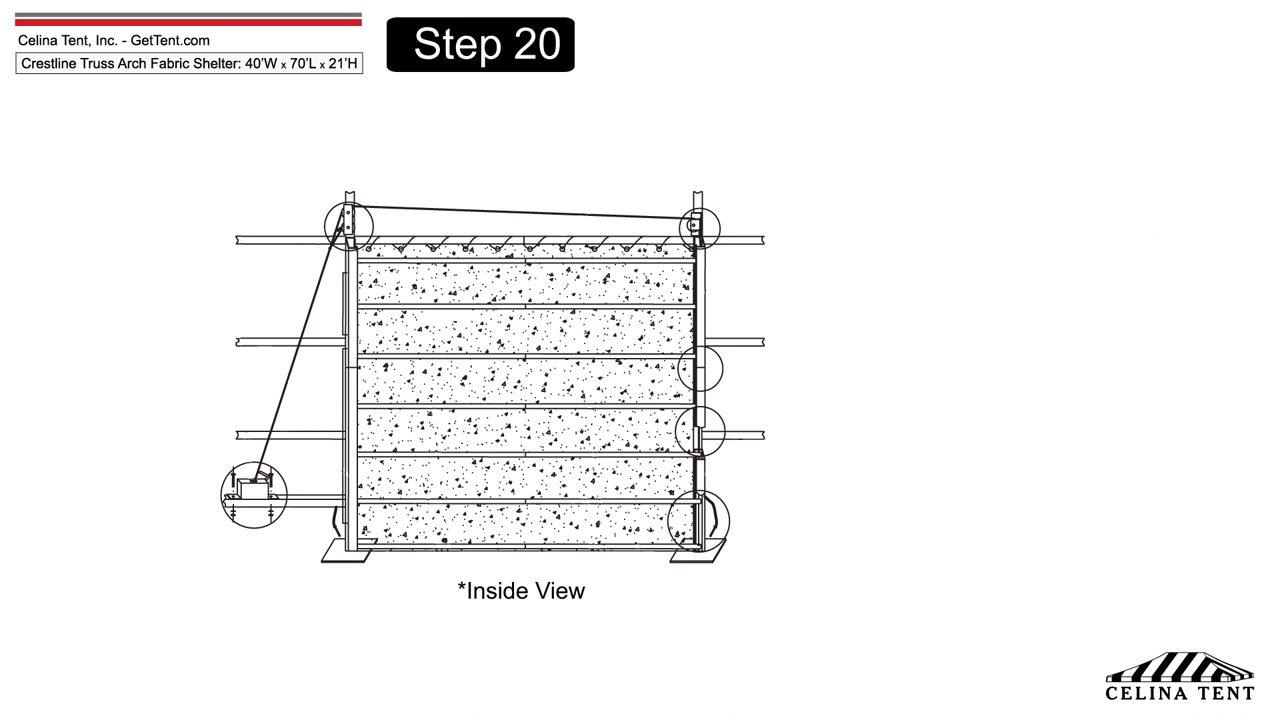 Celina Tent, Inc. - GetTent.com
Crestline Truss Arch Fabric Shelter: 40'W x 70'L x 21'H
Step 20
*Inside View
CELINA TENT